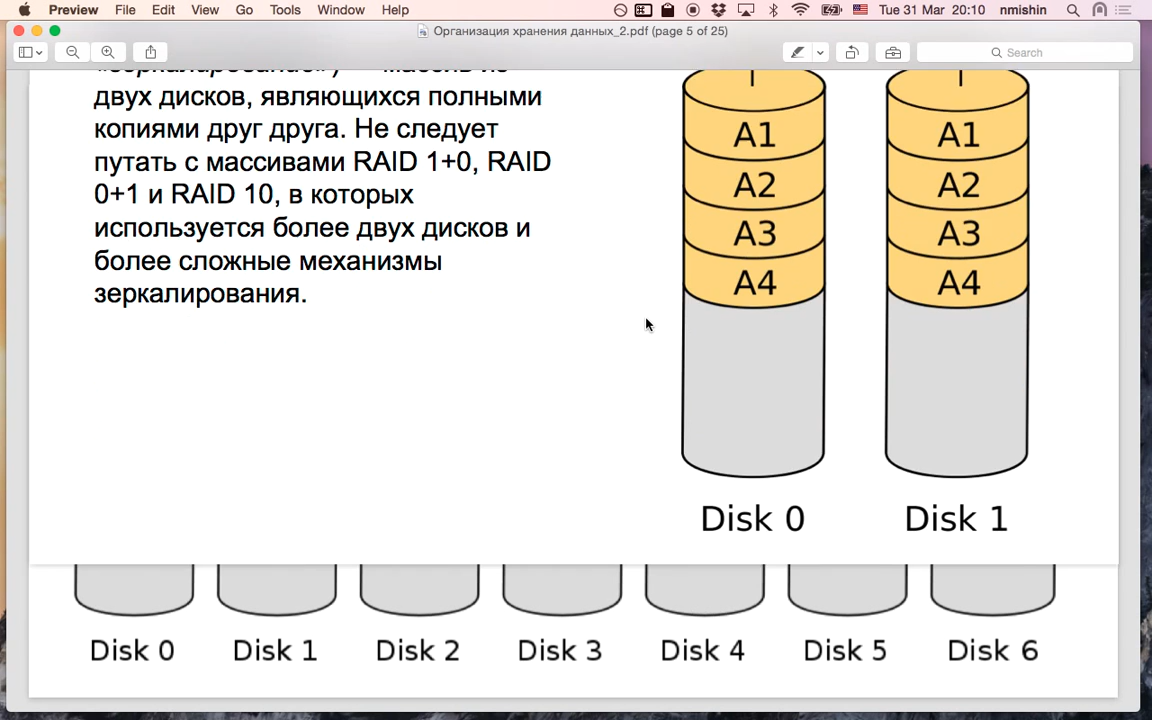 Preview File Edit View Go Tools Window Help Tue 31 Mar 20:10 nmishin
Организация хранения данных_2.pdf (page 5 of 25)
Search
двух дисков, являющихся полными
копиями друг друга. Не следует
путать с массивами RAID 1+0, RAID
0+1 и RAID 10, в которых
используется более двух дисков и
более сложные механизмы
зеркалирования.
A1 A1
A2 A2
A3 A3
A4 A4
Disk 0 Disk 1
Disk 0 Disk 1 Disk 2 Disk 3 Disk 4 Disk 5 Disk 6